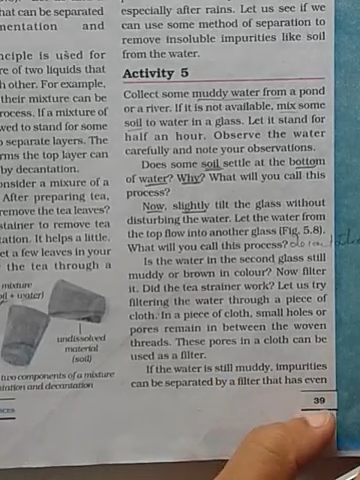 that can be separated
mentation and
nciple is used for
re of two liquids that
h other. For example,
their mixture can be
rocess. If a mixture of
wed to stand for some
o separate layers. The
rms the top layer can
by decantation.
onsider a mixture of a
After preparing tea,
remove the tea leaves?
trainer to remove tea
tation. It helps a little.
et a few leaves in your
the tea through a
mixture
oil + water)
undissolved
material
(soil)
two components of a mixture
ntation and decantation
especially after rains. Let us see if we
can use some method of separation to
remove insoluble impurities like soil
from the water.
Activity 5
Collect some muddy water from a pond
or a river. If it is not available, mix some
soil to water in a glass. Let it stand for
half an hour. Observe the water
carefully and note your observations.
Does some soil settle at the bottom
of water? Why? What will you call this
process?
Now, slightly tilt the glass without
disturbing the water. Let the water from
the top flow into another glass (Fig. 5.8).
What will you call this process?
Is the water in the second glass still
muddy or brown in colour? Now filter
it. Did the tea strainer work? Let us try
filtering the water through a piece of
cloth. In a piece of cloth, small holes or
pores remain in between the woven
threads. These pores in a cloth can be
used as a filter.
If the water is still muddy, impurities
can be separated by a filter that has even
39